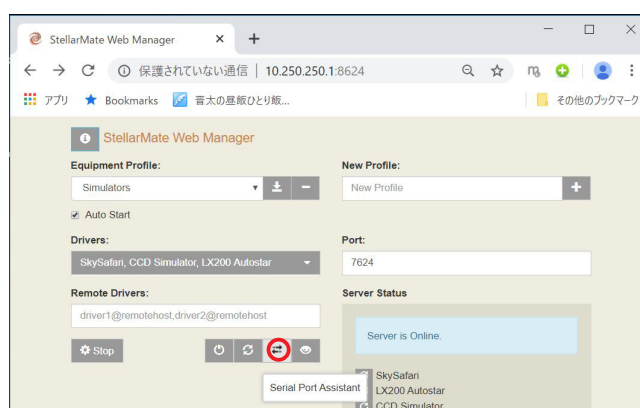 StellarMate Web Manager
保護されていない通信 | 10.250.250.1:8624
アプリ
Bookmarks
音太の昼飯ひとり飯...
その他のブックマーク
StellarMate Web Manager
Equipment Profile:
New Profile:
Simulators
New Profile
Auto Start
Drivers:
Port:
SkySafari, CCD Simulator, LX200 Autostar
7624
Remote Drivers:
Server Status
driver1@remotehost,driver2@remotehost
Server is Online.
Stop
Serial Port Assistant
SkySafari
LX200 Autostar
CCD Simulator